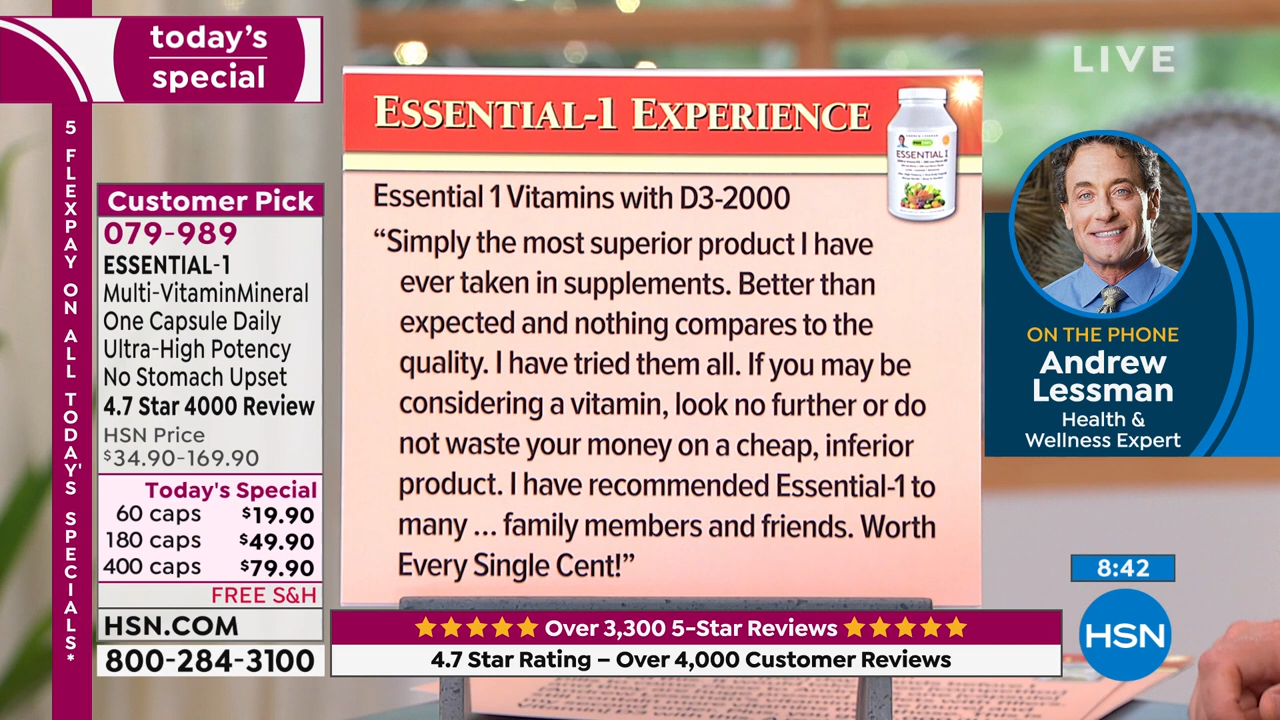 today's
special
5 FLEXPAY ON ALL TODAY'S SPECIALS*
Customer Pick
079-989
ESSENTIAL-1
Multi-VitaminMineral
One Capsule Daily
Ultra-High Potency
No Stomach Upset
4.7 Star 4000 Review
HSN Price
$34.90-169.90
Today's Special
60 caps $19.90
180 caps $49.90
400 caps $79.90
FREE S&H
HSN.COM
800-284-3100
ESSENTIAL-1 EXPERIENCE
ESSENTIAL 1
Essential 1 Vitamins with D3-2000
“Simply the most superior product I have
ever taken in supplements. Better than
expected and nothing compares to the
quality. I have tried them all. If you may be
considering a vitamin, look no further or do
not waste your money on a cheap, inferior
product. I have recommended Essential-1 to
many ... family members and friends. Worth
Every Single Cent!”
Over 3,300 5-Star Reviews
4.7 Star Rating – Over 4,000 Customer Reviews
LIVE
ON THE PHONE
Andrew
Lessman
Health &
Wellness Expert
8:42
HSN